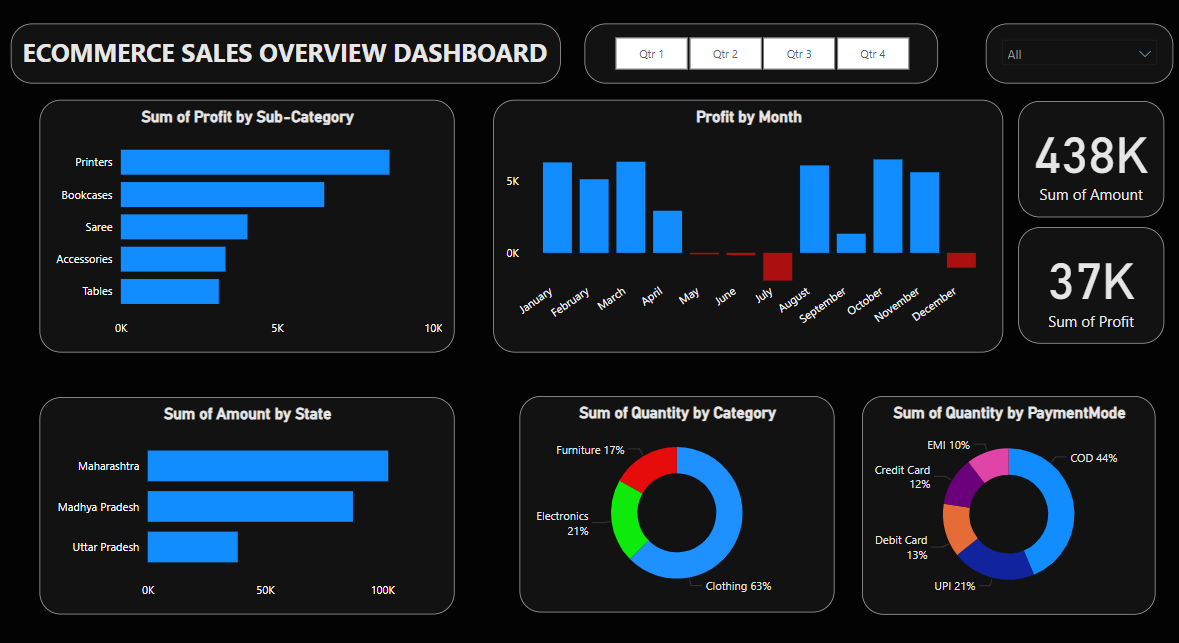 ECOMMERCE SALES OVERVIEW DASHBOARD
Qtr 1
Qtr 2
Qtr 3
Qtr 4
All
Sum of Profit by Sub-Category
Printers
Bookcases
Saree
Accessories
Tables
0K
5K
10K
Profit by Month
5K
0K
January
February
March
April
May
June
July
August
September
October
November
December
438K
Sum of Amount
37K
Sum of Profit
Sum of Amount by State
Maharashtra
Madhya Pradesh
Uttar Pradesh
0K
50K
100K
Sum of Quantity by Category
Furniture 17%
Electronics
21%
Clothing 63%
Sum of Quantity by PaymentMode
EMI 10%
COD 44%
Credit Card
12%
Debit Card
13%
UPI 21%